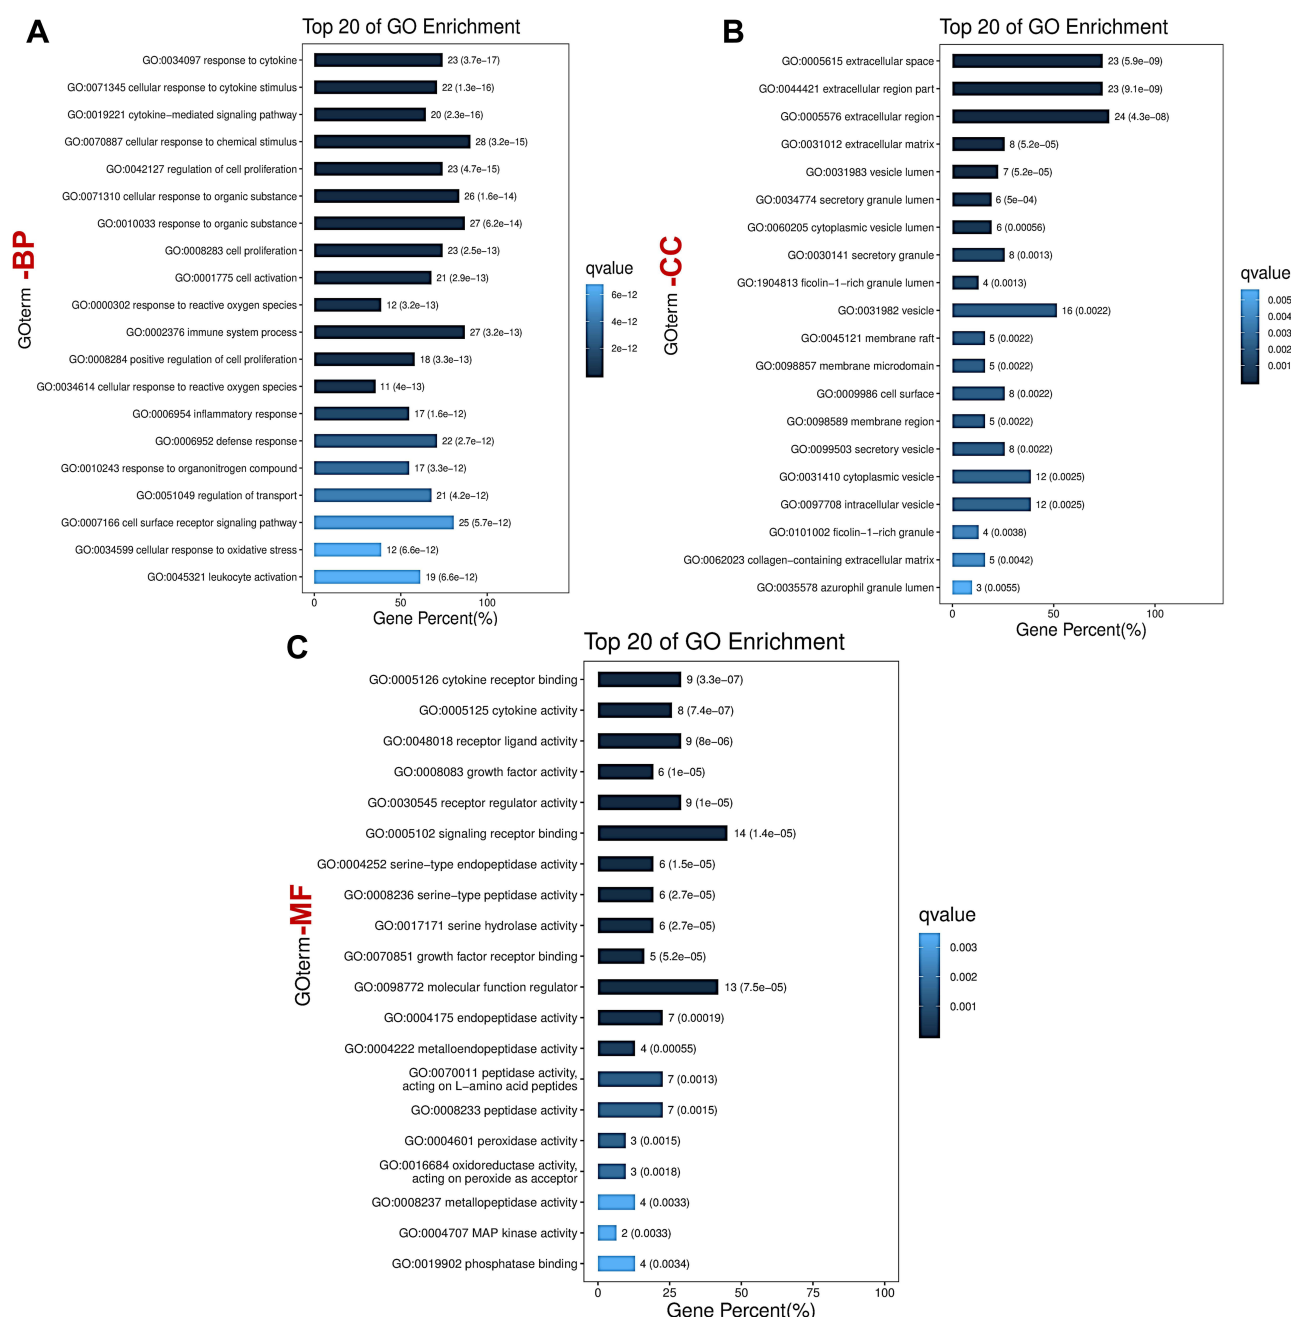 A
Top 20 of GO Enrichment
GO:0034097 response to cytokine 23 (3.7e−17)
GO:0071345 cellular response to cytokine stimulus 22 (1.3e−16)
GO:0019221 cytokine−mediated signaling pathway 20 (2.3e−16)
GO:0070887 cellular response to chemical stimulus 28 (3.2e−15)
GO:0042127 regulation of cell proliferation 23 (4.7e−15)
GO:0071310 cellular response to organic substance 26 (1.6e−14)
GO:0010033 response to organic substance 27 (6.2e−14)
GO:0008283 cell proliferation 23 (2.5e−13)
GO:0001775 cell activation 21 (2.9e−13)
GO:0000302 response to reactive oxygen species 12 (3.2e−13)
GO:0002376 immune system process 27 (3.2e−13)
GO:0008284 positive regulation of cell proliferation 18 (3.3e−13)
GO:0034614 cellular response to reactive oxygen species 11 (4e−13)
GO:0006954 inflammatory response 17 (1.6e−12)
GO:0006952 defense response 22 (2.7e−12)
GO:0010243 response to organonitrogen compound 17 (3.3e−12)
GO:0051049 regulation of transport 21 (4.2e−12)
GO:0007166 cell surface receptor signaling pathway 25 (5.7e−12)
GO:0034599 cellular response to oxidative stress 12 (6.6e−12)
GO:0045321 leukocyte activation 19 (6.6e−12)
0 50 100
Gene Percent(%)
GOterm -BP
qvalue
6e−12
4e−12
2e−12
B
Top 20 of GO Enrichment
GO:0005615 extracellular space 23 (5.9e−09)
GO:0044421 extracellular region part 23 (9.1e−09)
GO:0005576 extracellular region 24 (4.3e−08)
GO:0031012 extracellular matrix 8 (5.2e−05)
GO:0031983 vesicle lumen 7 (5.2e−05)
GO:0034774 secretory granule lumen 6 (5e−04)
GO:0060205 cytoplasmic vesicle lumen 6 (0.00056)
GO:0030141 secretory granule 8 (0.0013)
GO:1904813 ficolin−1−rich granule lumen 4 (0.0013)
GO:0031982 vesicle 16 (0.0022)
GO:0045121 membrane raft 5 (0.0022)
GO:0098857 membrane microdomain 5 (0.0022)
GO:0009986 cell surface 8 (0.0022)
GO:0098589 membrane region 5 (0.0022)
GO:0099503 secretory vesicle 8 (0.0022)
GO:0031410 cytoplasmic vesicle 12 (0.0025)
GO:0097708 intracellular vesicle 12 (0.0025)
GO:0101002 ficolin−1−rich granule 4 (0.0038)
GO:0062023 collagen−containing extracellular matrix 5 (0.0042)
GO:0035578 azurophil granule lumen 3 (0.0055)
0 50 100
Gene Percent(%)
GOterm -CC
qvalue
0.005
0.004
0.003
0.002
0.001
C
Top 20 of GO Enrichment
GO:0005126 cytokine receptor binding 9 (3.3e−07)
GO:0005125 cytokine activity 8 (7.4e−07)
GO:0048018 receptor ligand activity 9 (8e−06)
GO:0008083 growth factor activity 6 (1e−05)
GO:0030545 receptor regulator activity 9 (1e−05)
GO:0005102 signaling receptor binding 14 (1.4e−05)
GO:0004252 serine−type endopeptidase activity 6 (1.5e−05)
GO:0008236 serine−type peptidase activity 6 (2.7e−05)
GO:0017171 serine hydrolase activity 6 (2.7e−05)
GO:0070851 growth factor receptor binding 5 (5.2e−05)
GO:0098772 molecular function regulator 13 (7.5e−05)
GO:0004175 endopeptidase activity 7 (0.00019)
GO:0004222 metalloendopeptidase activity 4 (0.00055)
GO:0070011 peptidase activity,
acting on L−amino acid peptides 7 (0.0013)
GO:0008233 peptidase activity 7 (0.0015)
GO:0004601 peroxidase activity 3 (0.0015)
GO:0016684 oxidoreductase activity,
acting on peroxide as acceptor 3 (0.0018)
GO:0008237 metallopeptidase activity 4 (0.0033)
GO:0004707 MAP kinase activity 2 (0.0033)
GO:0019902 phosphatase binding 4 (0.0034)
0 25 50 75 100
Gene Percent(%)
GOterm-MF
qvalue
0.003
0.002
0.001